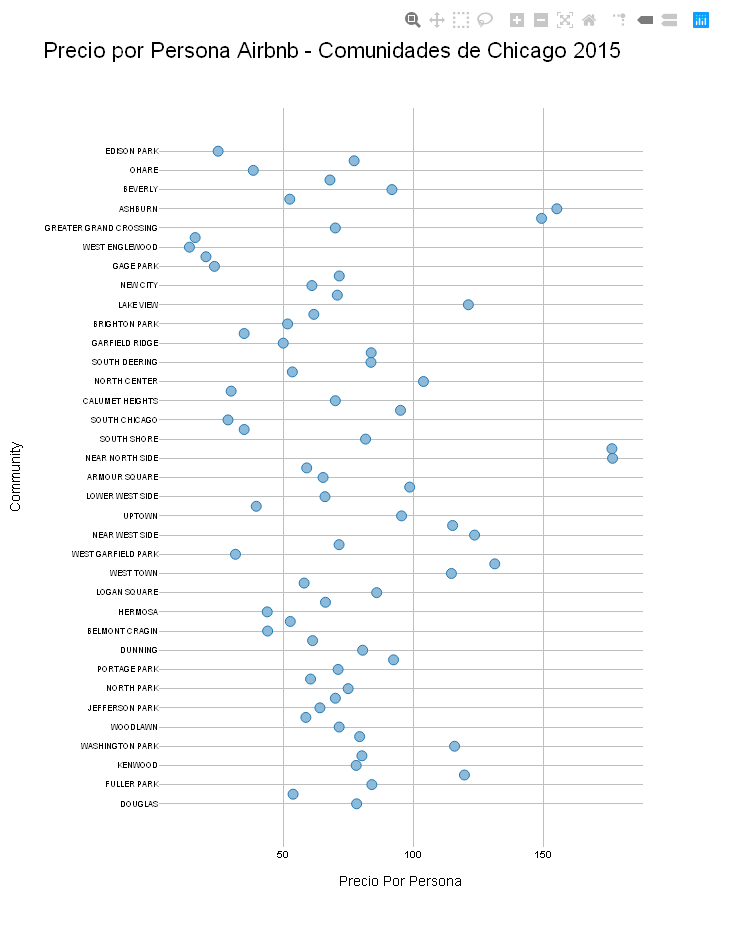 Precio por Persona Airbnb - Comunidades de Chicago 2015
EDISON PARK
OHARE
BEVERLY
ASHBURN
GREATER GRAND CROSSING
WEST ENGLEWOOD
GAGE PARK
NEW CITY
LAKE VIEW
BRIGHTON PARK
GARFIELD RIDGE
SOUTH DEERING
NORTH CENTER
CALUMET HEIGHTS
SOUTH CHICAGO
SOUTH SHORE
NEAR NORTH SIDE
ARMOUR SQUARE
LOWER WEST SIDE
UPTOWN
NEAR WEST SIDE
WEST GARFIELD PARK
WEST TOWN
LOGAN SQUARE
HERMOSA
BELMONT CRAGIN
DUNNING
PORTAGE PARK
NORTH PARK
JEFFERSON PARK
WOODLAWN
WASHINGTON PARK
KENWOOD
FULLER PARK
DOUGLAS
Community
50 100 150
Precio Por Persona